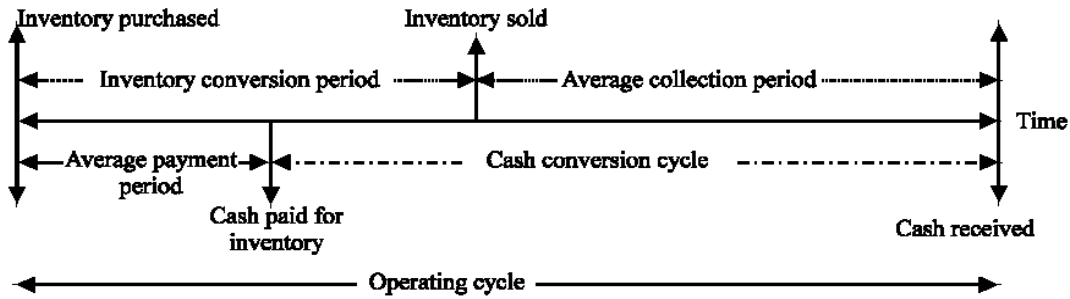 Inventory purchased
Inventory sold
Inventory conversion period
Average collection period
Time
Average payment
period
Cash conversion cycle
Cash paid for
inventory
Cash received
Operating cycle